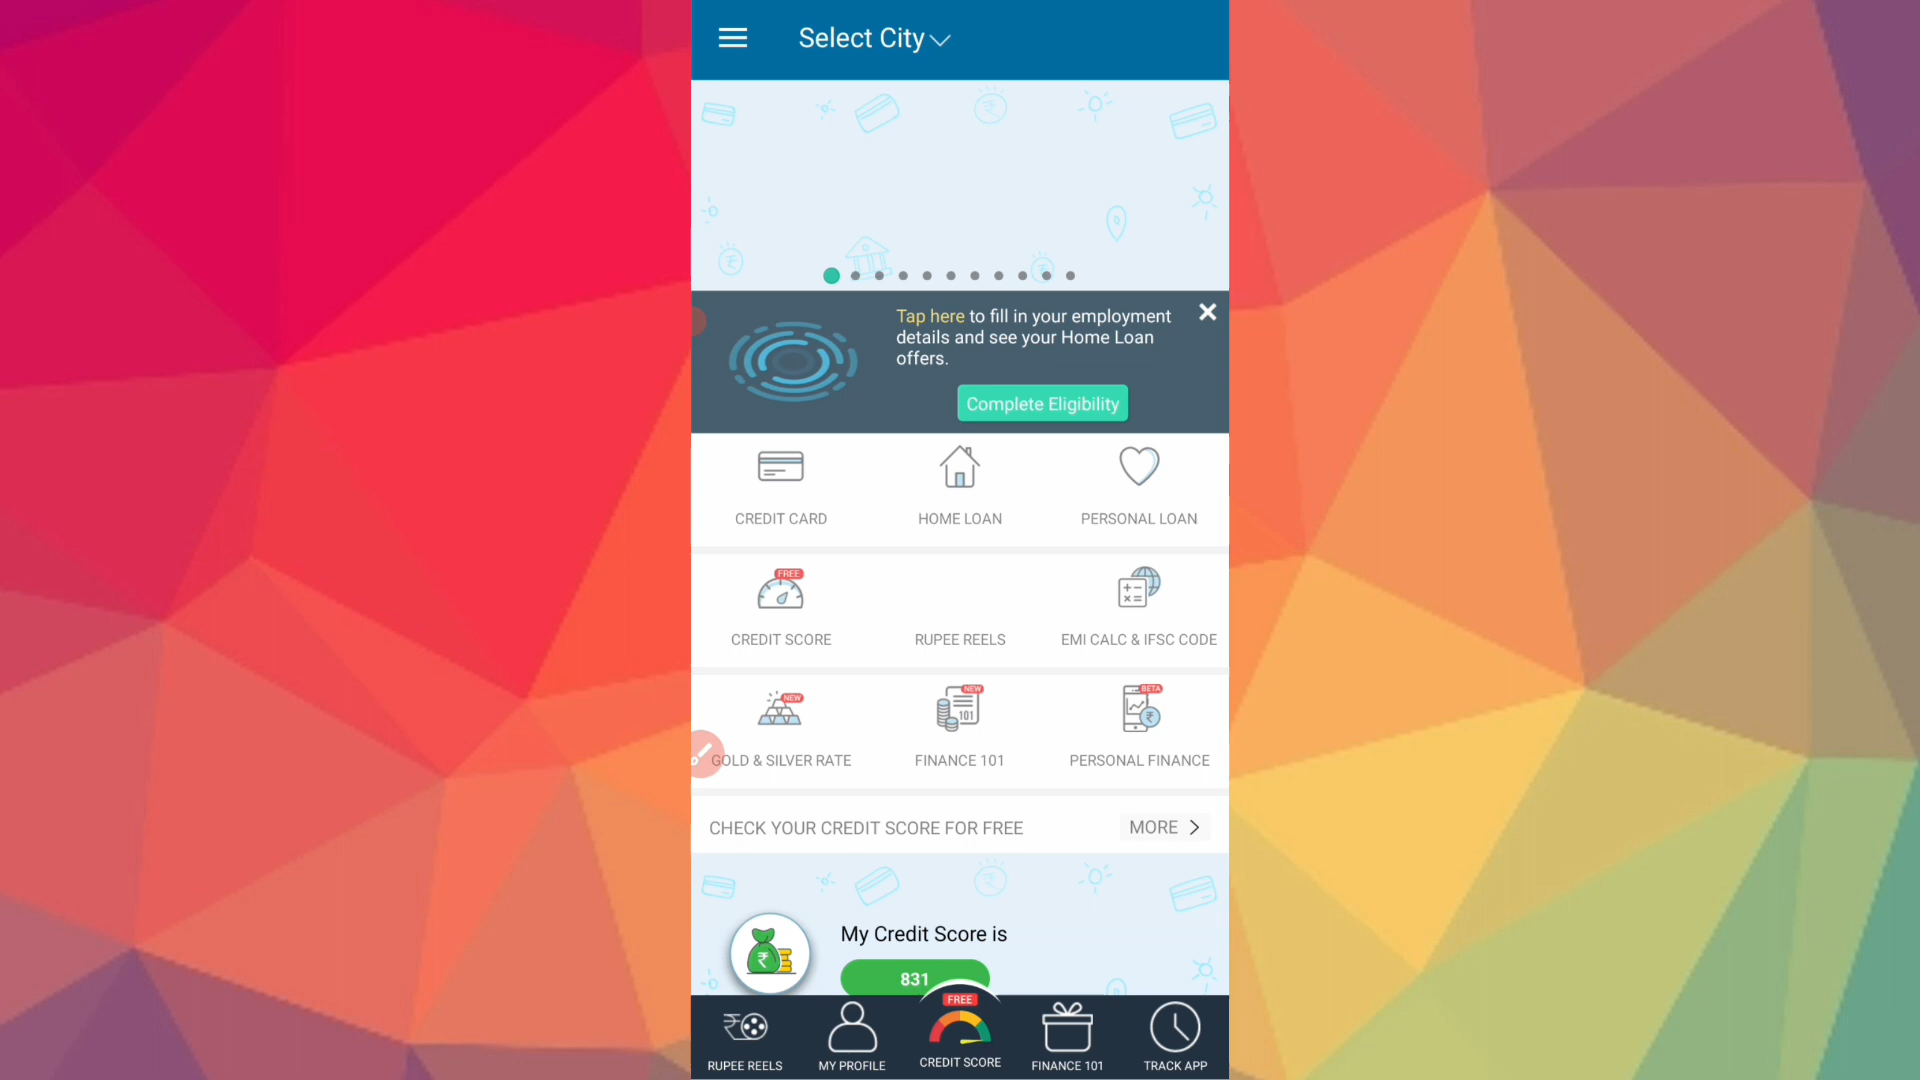 Select City
Tap here to fill in your employment
details and see your Home Loan
offers.
Complete Eligibility
CREDIT CARD
HOME LOAN
PERSONAL LOAN
FREE
CREDIT SCORE
RUPEE REELS
EMI CALC & IFSC CODE
NEW
GOLD & SILVER RATE
NEW
101
FINANCE 101
BETA
₹
PERSONAL FINANCE
CHECK YOUR CREDIT SCORE FOR FREE
MORE
₹
My Credit Score is
831
RUPEE REELS
MY PROFILE
FREE
CREDIT SCORE
FINANCE 101
TRACK APP